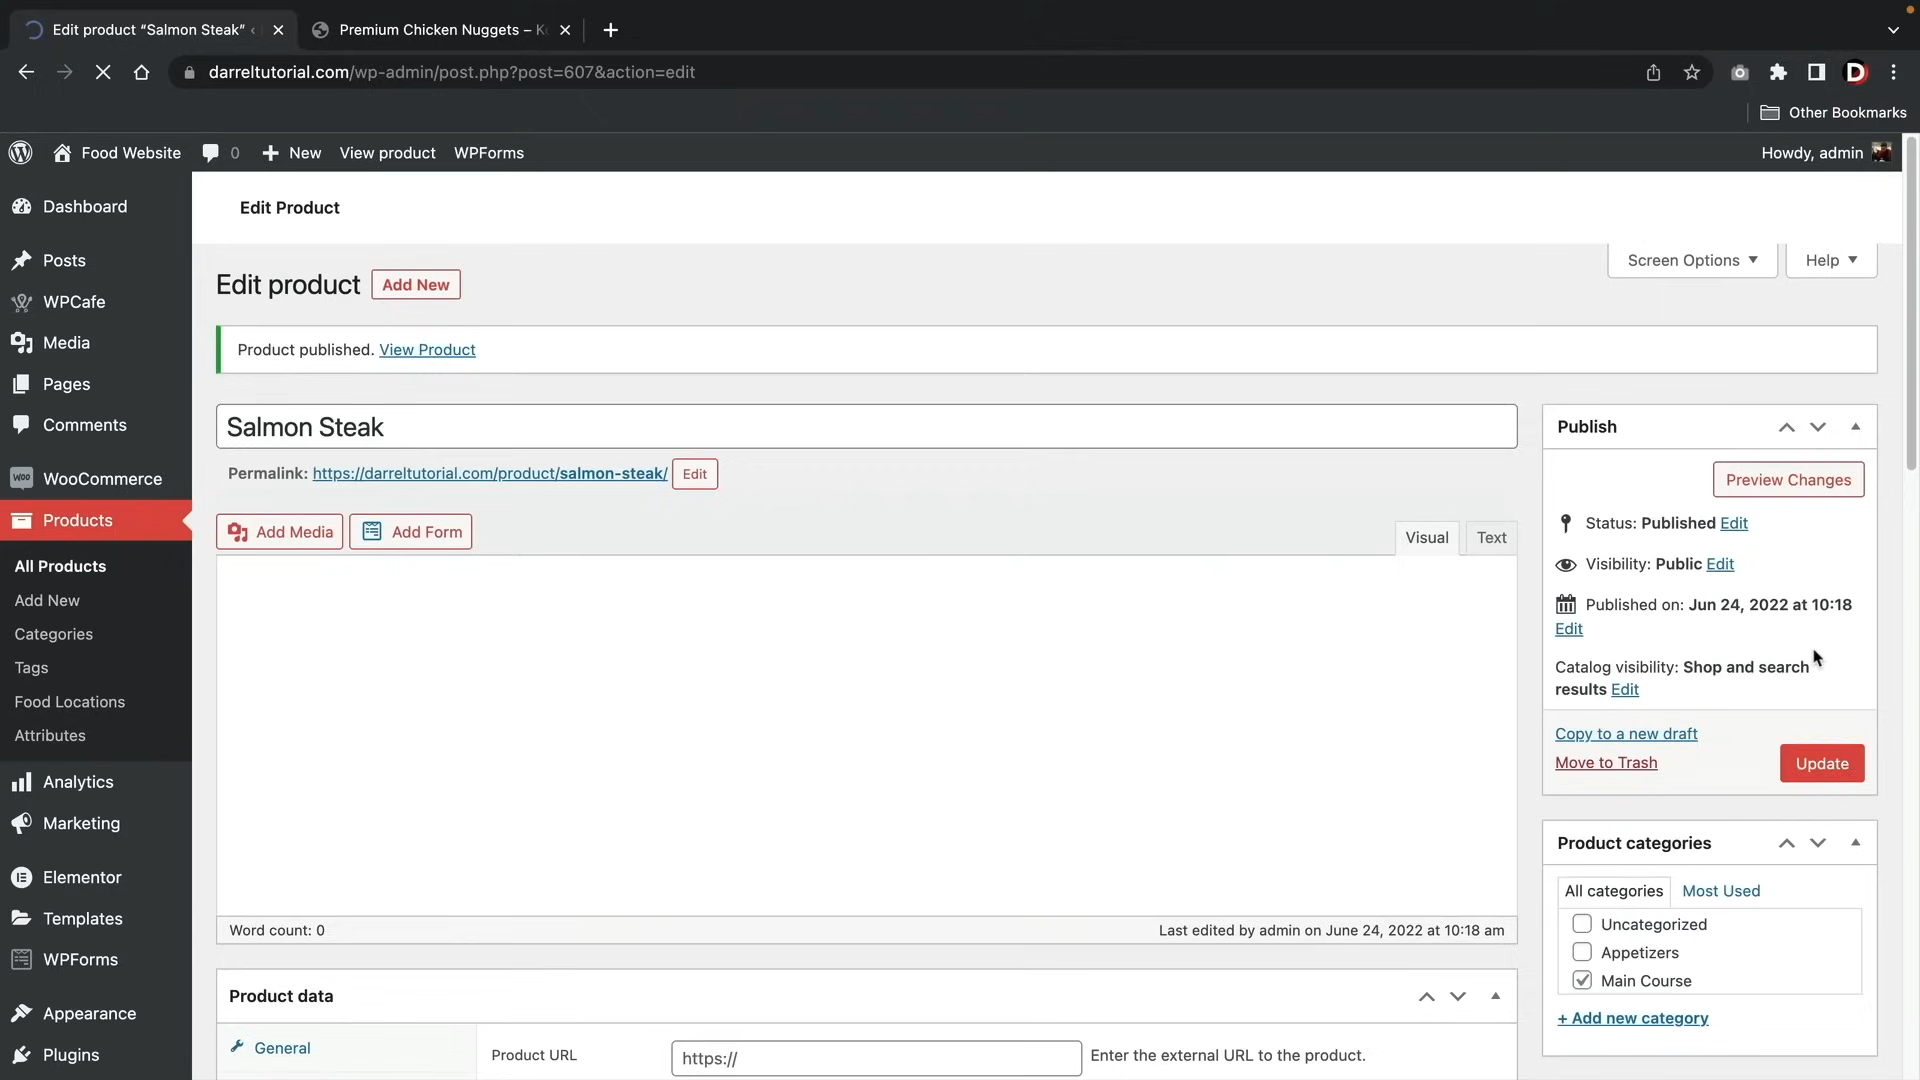 Edit product “Salmon Steak” ‹
Premium Chicken Nuggets – K
darreltutorial.com/wp-admin/post.php?post=607&action=edit
Other Bookmarks
Food Website
0
New
View product
WPForms
Howdy, admin
Dashboard
Posts
WPCafe
Media
Pages
Comments
WooCommerce
Products
All Products
Add New
Categories
Tags
Food Locations
Attributes
Analytics
Marketing
Elementor
Templates
WPForms
Appearance
Plugins
Edit Product
Screen Options
Help
Edit product
Add New
Product published. View Product
Salmon Steak
Permalink: https://darreltutorial.com/product/salmon-steak/ Edit
Add Media
Add Form
Visual
Text
Word count: 0
Last edited by admin on June 24, 2022 at 10:18 am
Product data
General
Product URL
https://
Enter the external URL to the product.
Publish
Preview Changes
Status: Published Edit
Visibility: Public Edit
Published on: Jun 24, 2022 at 10:18
Edit
Catalog visibility: Shop and search
results Edit
Copy to a new draft
Move to Trash
Update
Product categories
All categories
Most Used
Uncategorized
Appetizers
Main Course
+ Add new category